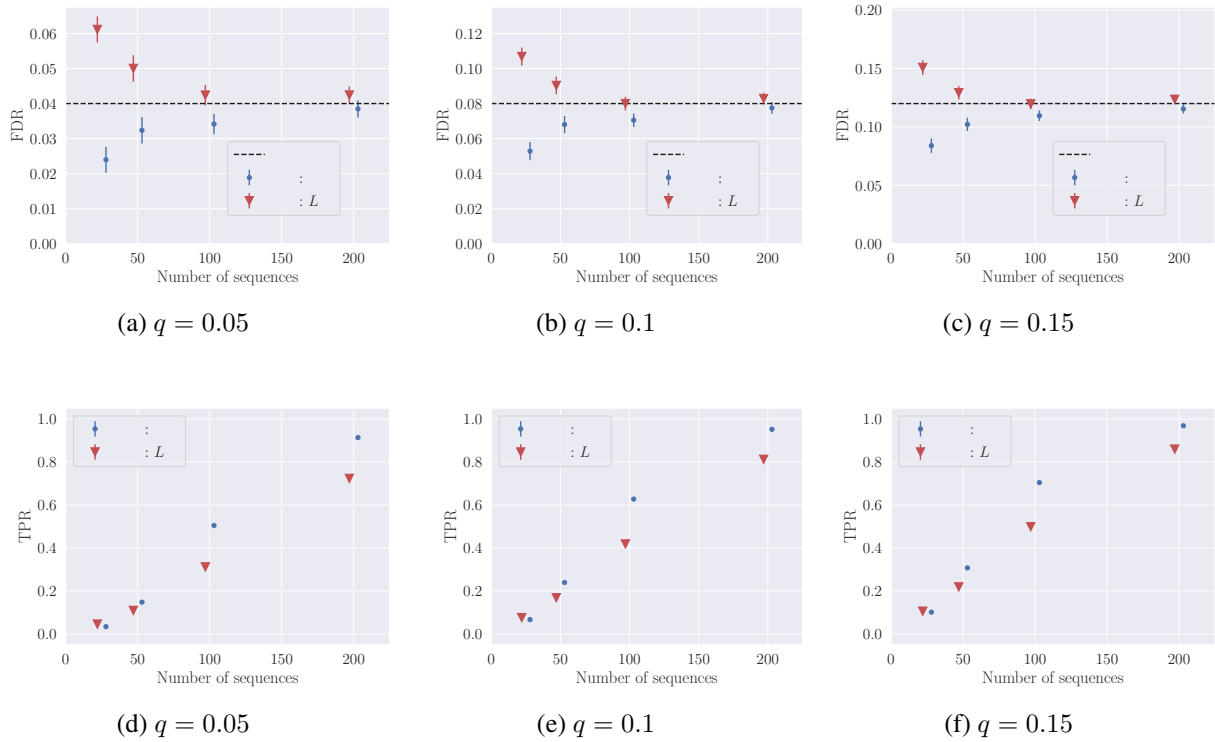 FDR
0.06
0.05
0.04
0.03
0.02
0.01
0.00
:
: L
0 50 100 150 200
Number of sequences
(a) q = 0.05
FDR
0.12
0.10
0.08
0.06
0.04
0.02
0.00
:
: L
0 50 100 150 200
Number of sequences
(b) q = 0.1
FDR
0.20
0.15
0.10
0.05
0.00
:
: L
0 50 100 150 200
Number of sequences
(c) q = 0.15
TPR
1.0
0.8
0.6
0.4
0.2
0.0
:
: L
0 50 100 150 200
Number of sequences
(d) q = 0.05
TPR
1.0
0.8
0.6
0.4
0.2
0.0
:
: L
0 50 100 150 200
Number of sequences
(e) q = 0.1
TPR
1.0
0.8
0.6
0.4
0.2
0.0
:
: L
0 50 100 150 200
Number of sequences
(f) q = 0.15